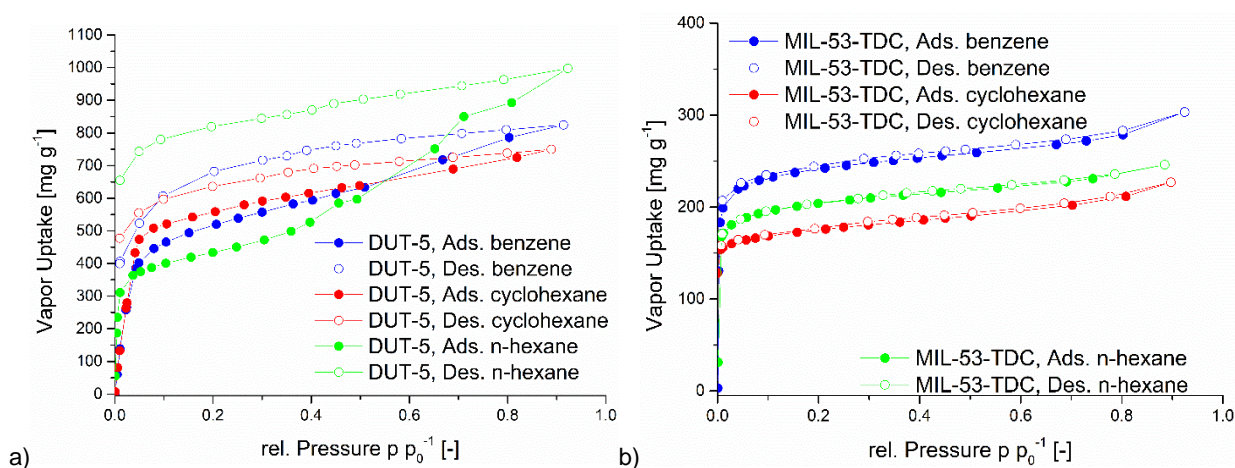 1100
1000
900
800
700
600
500
400
300
200
100
0
0.0 0.2 0.4 0.6 0.8 1.0
Vapor Uptake [mg g-1]
rel. Pressure p p0-1 [-]
DUT-5, Ads. benzene
DUT-5, Des. benzene
DUT-5, Ads. cyclohexane
DUT-5, Des. cyclohexane
DUT-5, Ads. n-hexane
DUT-5, Des. n-hexane
a)
400
300
200
100
0
0.0 0.2 0.4 0.6 0.8 1.0
Vapor Uptake [mg g-1]
rel. Pressure p p0-1 [-]
MIL-53-TDC, Ads. benzene
MIL-53-TDC, Des. benzene
MIL-53-TDC, Ads. cyclohexane
MIL-53-TDC, Des. cyclohexane
MIL-53-TDC, Ads. n-hexane
MIL-53-TDC, Des. n-hexane
b)